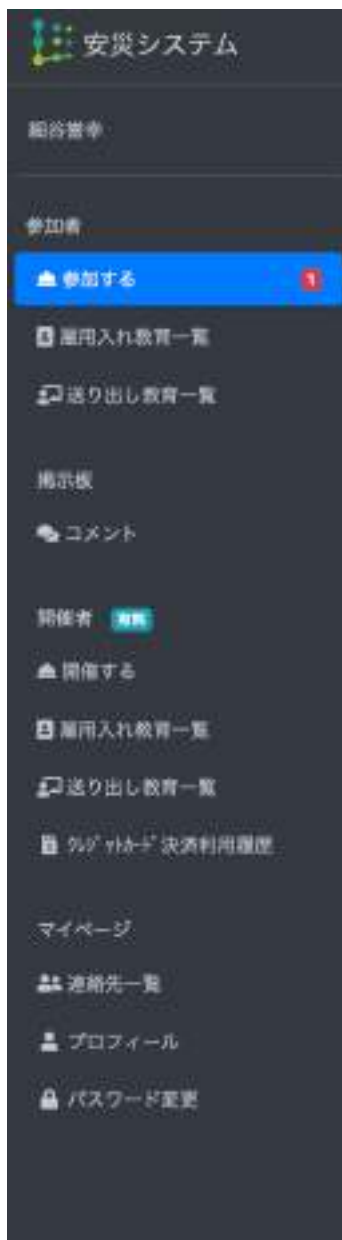 安災システム
参加者
参加する 1
雇用入れ教育一覧
送り出し教育一覧
掲示板
コメント
開催者 有料
開催する
雇用入れ教育一覧
送り出し教育一覧
ｸﾚｼﾞｯﾄｶｰﾄﾞ決済利用履歴
マイページ
連絡先一覧
プロフィール
パスワード変更